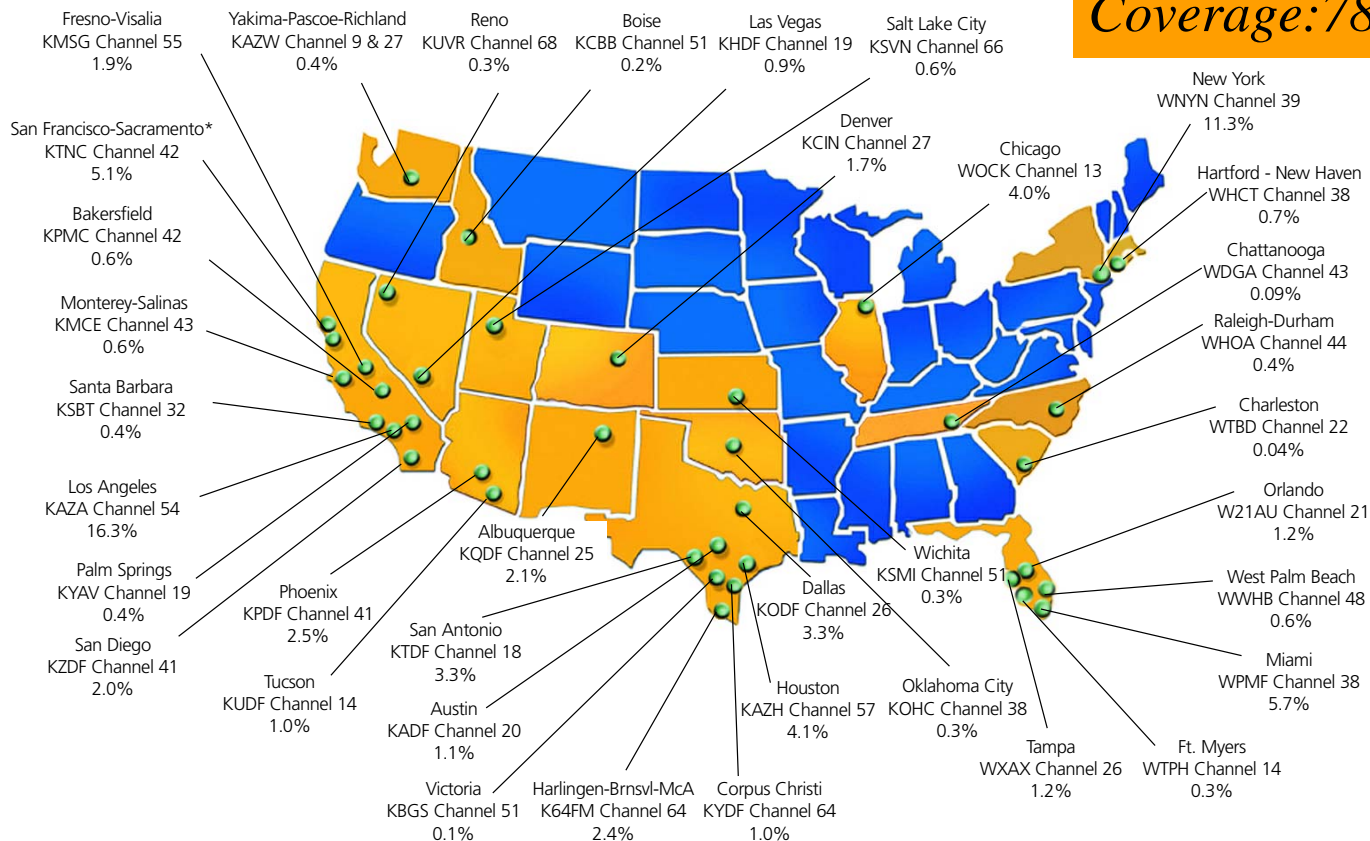 Coverage:78
Fresno-Visalia
KMSG Channel 55
1.9%
Yakima-Pascoe-Richland
KAZW Channel 9 & 27
0.4%
Reno
KUVR Channel 68
0.3%
Boise
KCBB Channel 51
0.2%
Las Vegas
KHDF Channel 19
0.9%
Salt Lake City
KSVN Channel 66
0.6%
New York
WNYN Channel 39
11.3%
San Francisco-Sacramento*
KTNC Channel 42
5.1%
Denver
KCIN Channel 27
1.7%
Chicago
WOCK Channel 13
4.0%
Hartford - New Haven
WHCT Channel 38
0.7%
Bakersfield
KPMC Channel 42
0.6%
Chattanooga
WDGA Channel 43
0.09%
Monterey-Salinas
KMCE Channel 43
0.6%
Raleigh-Durham
WHOA Channel 44
0.4%
Santa Barbara
KSBT Channel 32
0.4%
Charleston
WTBD Channel 22
0.04%
Los Angeles
KAZA Channel 54
16.3%
Orlando
W21AU Channel 21
1.2%
Albuquerque
KQDF Channel 25
2.1%
Wichita
KSMI Channel 51
0.3%
Palm Springs
KYAV Channel 19
0.4%
Phoenix
KPDF Channel 41
2.5%
Dallas
KODF Channel 26
3.3%
West Palm Beach
WWHB Channel 48
0.6%
San Diego
KZDF Channel 41
2.0%
San Antonio
KTDF Channel 18
3.3%
Miami
WPMF Channel 38
5.7%
Tucson
KUDF Channel 14
1.0%
Austin
KADF Channel 20
1.1%
Houston
KAZH Channel 57
4.1%
Oklahoma City
KOHC Channel 38
0.3%
Tampa
WXAX Channel 26
1.2%
Ft. Myers
WTPH Channel 14
0.3%
Victoria
KBGS Channel 51
0.1%
Harlingen-Brnsvl-McA
K64FM Channel 64
2.4%
Corpus Christi
KYDF Channel 64
1.0%